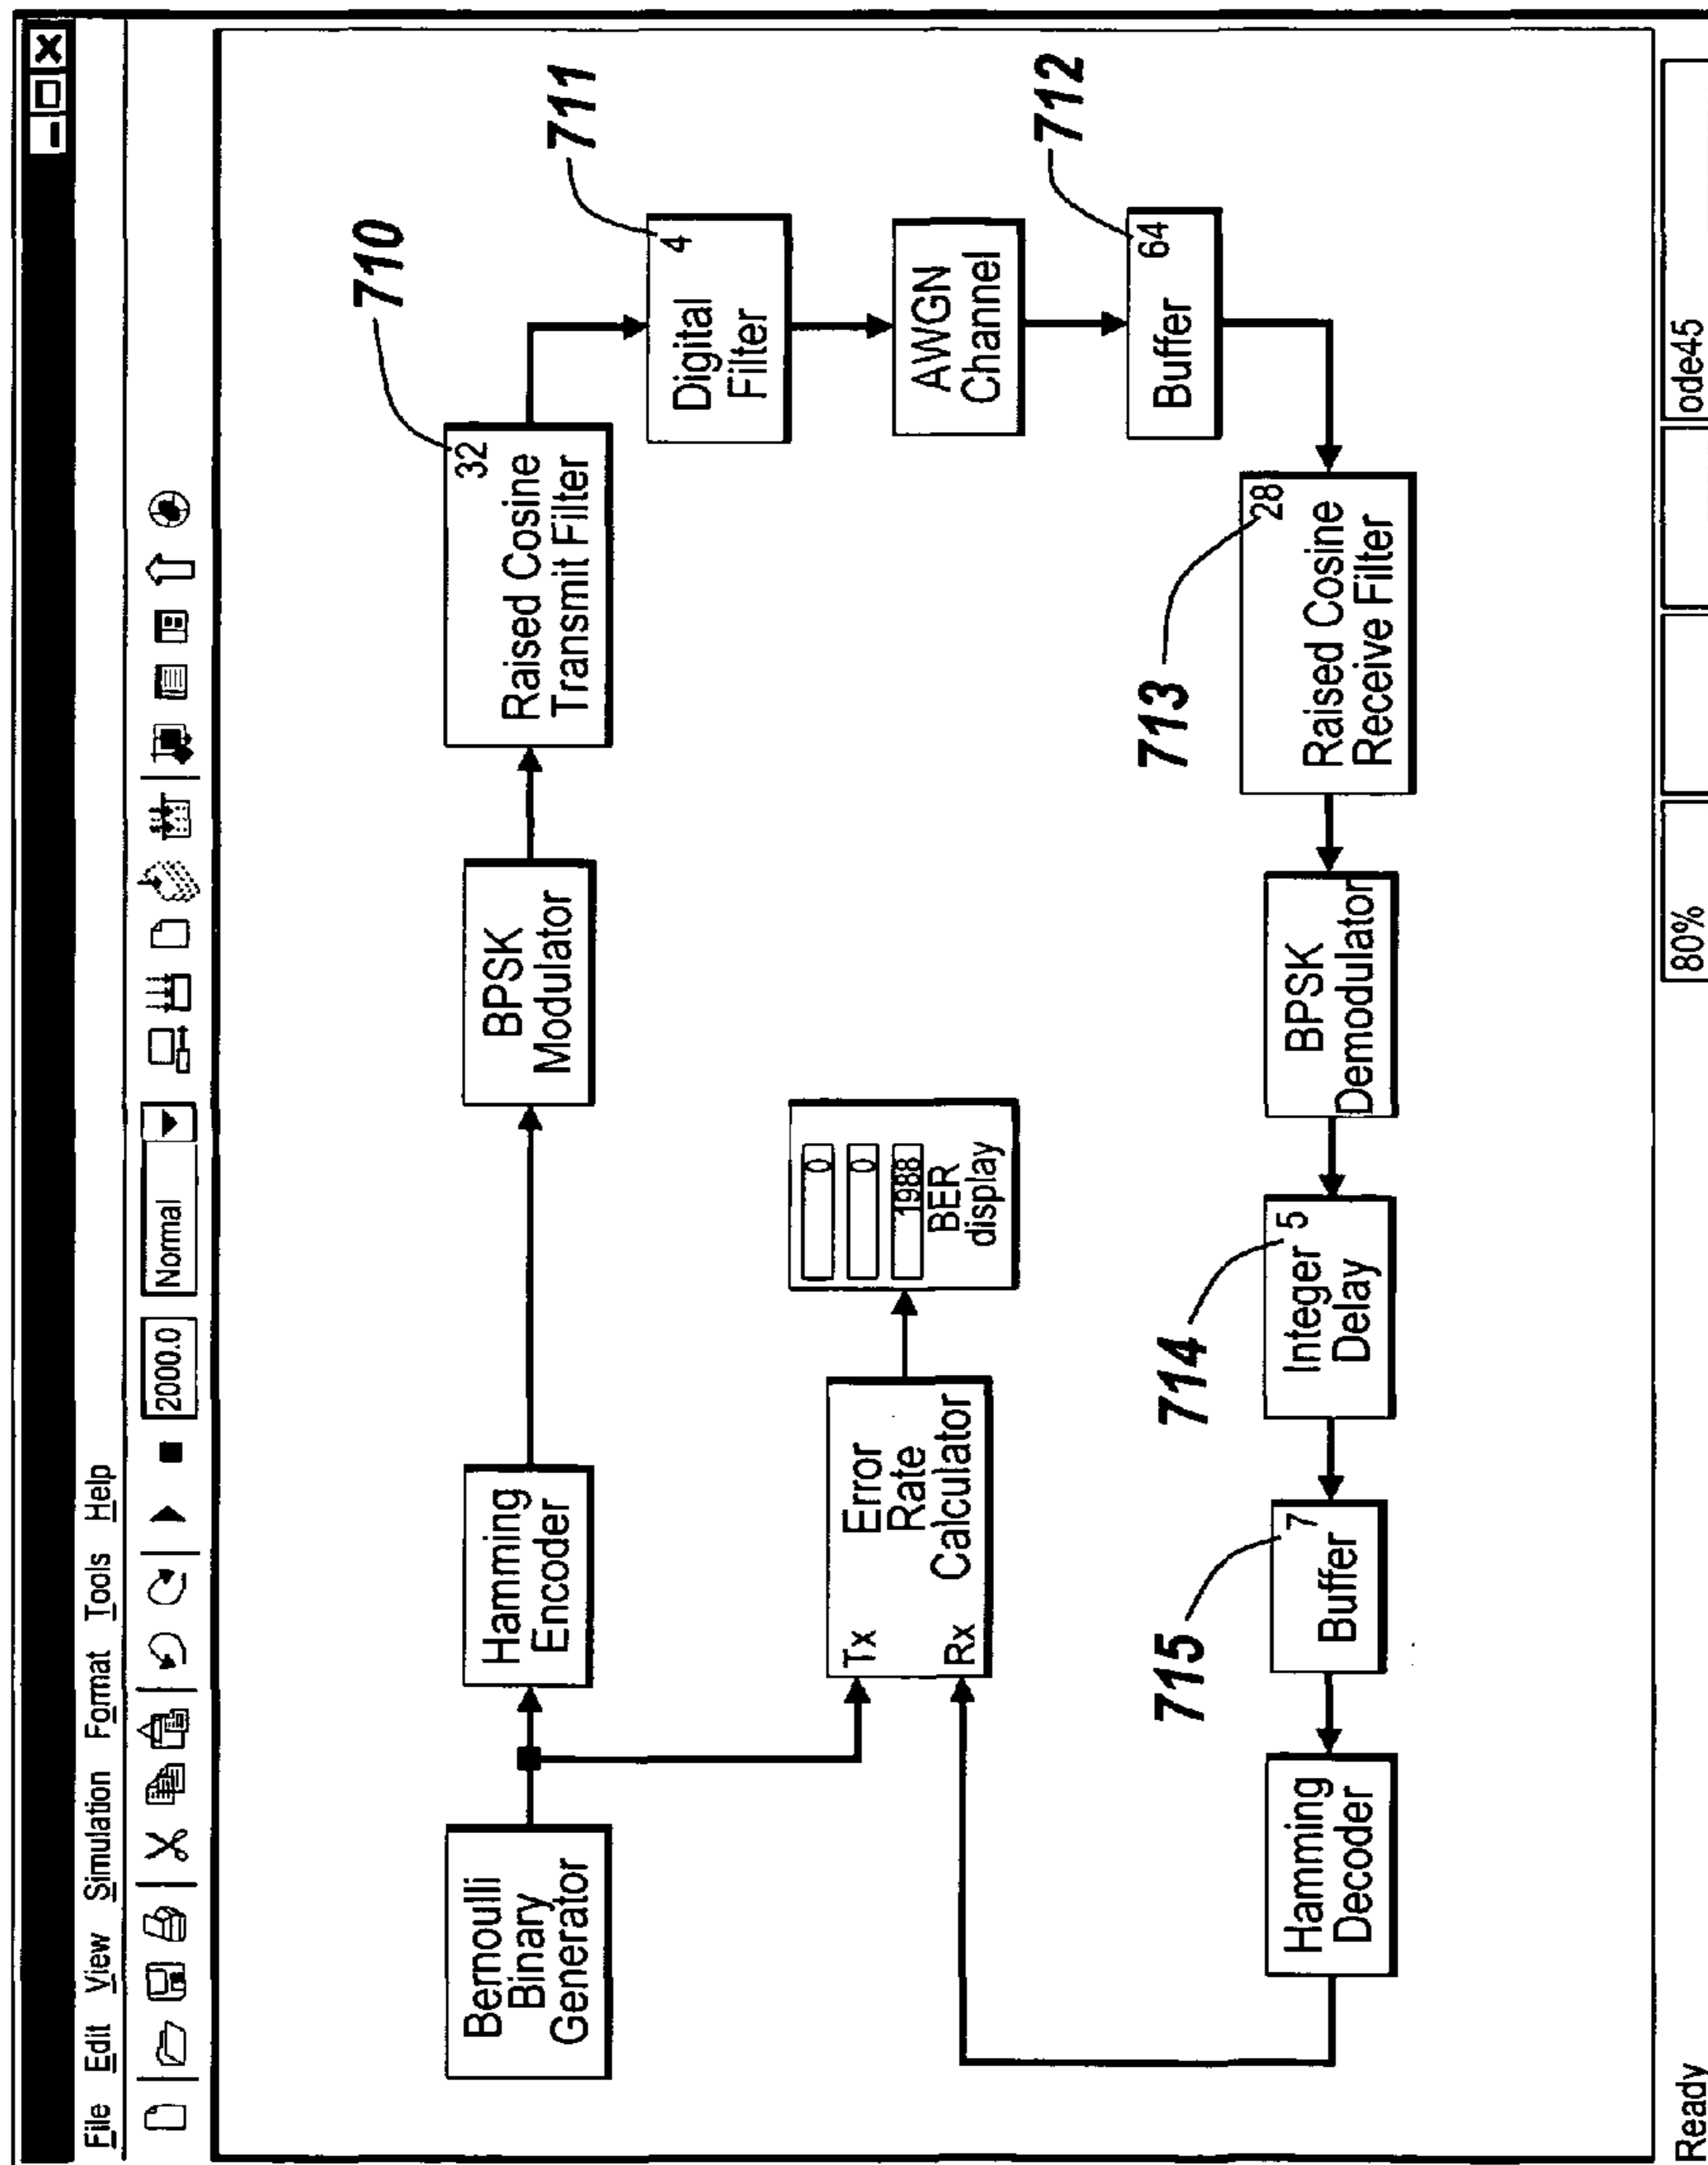 File Edit View Simulation Format Tools Help
2000.0 Normal
Bernoulli
Binary
Generator
Hamming
Encoder
BPSK
Modulator
32
Raised Cosine
Transmit Filter
710
4
Digital
Filter
711
AWGN
Channel
64
Buffer
712
28
Raised Cosine
Receive Filter
713
BPSK
Demodulator
5
Integer
Delay
714
7
Buffer
715
Hamming
Decoder
Tx
Rx
Error
Rate
Calculator
0
0
1988
BER
display
Ready 80% ode45